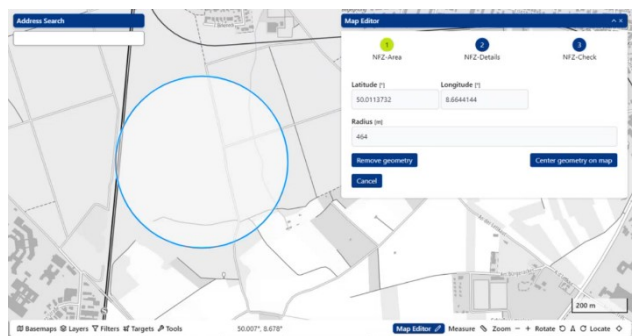 Address Search
Map Editor
1 2 3
NFZ-Area NFZ-Details NFZ-Check
Latitude [°] Longitude [°]
50.0113732 8.6644144
Radius [m]
464
Remove geometry Center geometry on map
Cancel
200 m
Basemaps Layers Filters Targets Tools 50.007°, 8.678° Map Editor Measure Zoom − + Rotate Locate